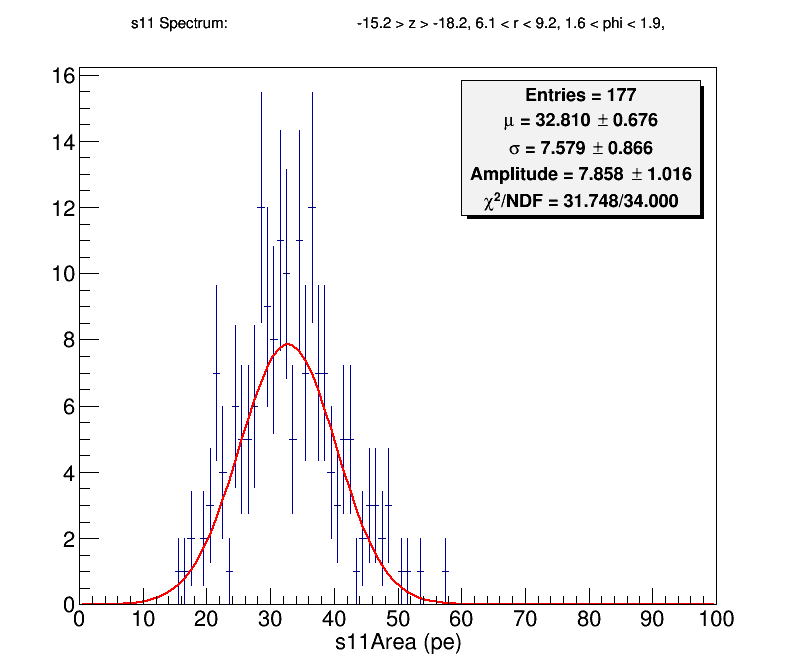 s11 Spectrum: -15.2 > z > -18.2, 6.1 < r < 9.2, 1.6 < phi < 1.9,
Entries = 177
μ = 32.810 ± 0.676
σ = 7.579 ± 0.866
Amplitude = 7.858 ± 1.016
χ²/NDF = 31.748/34.000
16
14
12
10
8
6
4
2
0
0 10 20 30 40 50 60 70 80 90 100
s11Area (pe)